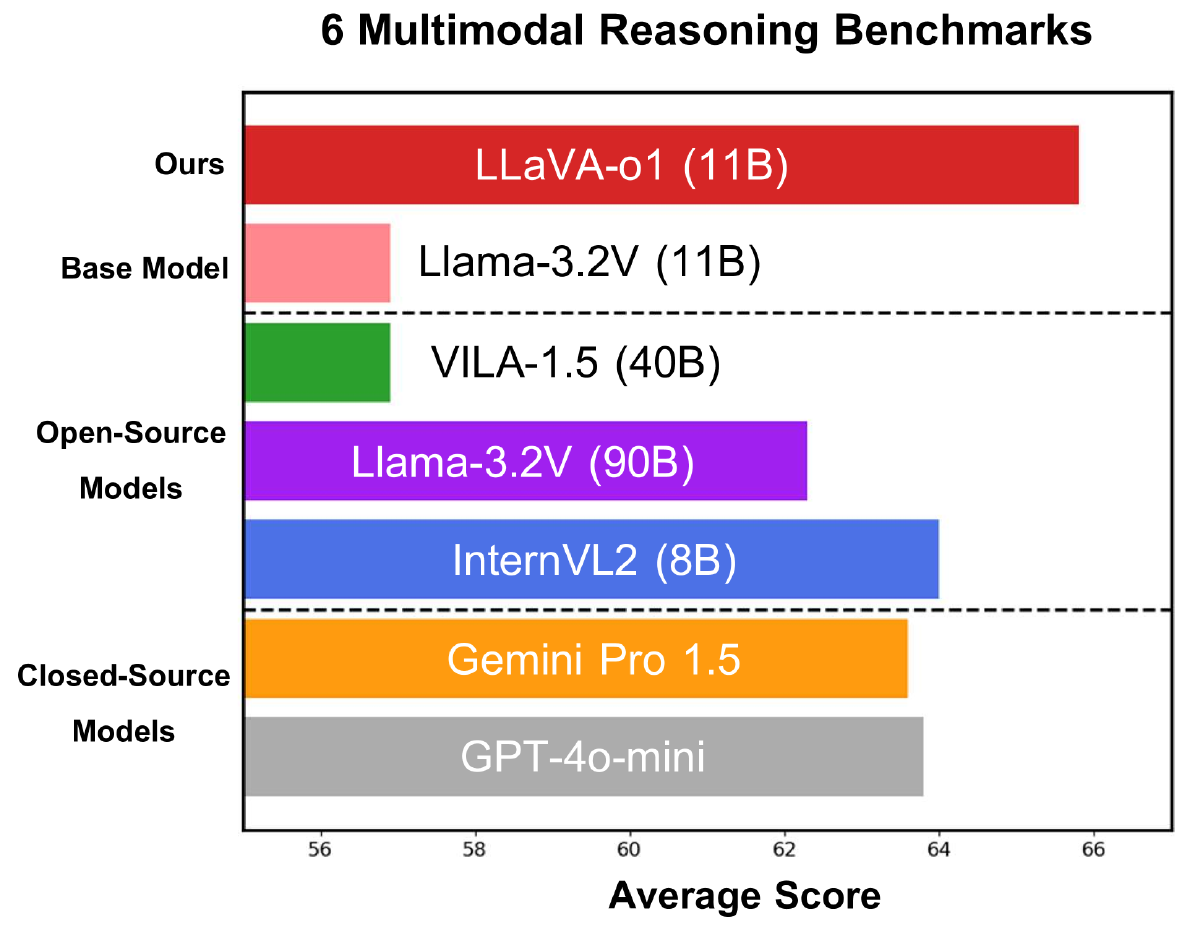 6 Multimodal Reasoning Benchmarks
Ours
LLaVA-o1 (11B)
Base Model
Llama-3.2V (11B)
VILA-1.5 (40B)
Open-Source
Models
Llama-3.2V (90B)
InternVL2 (8B)
Closed-Source
Models
Gemini Pro 1.5
GPT-4o-mini
56 58 60 62 64 66
Average Score